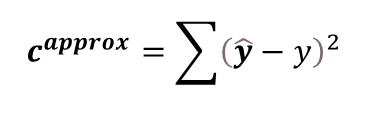 c^approx = ∑(ŷ − y)²